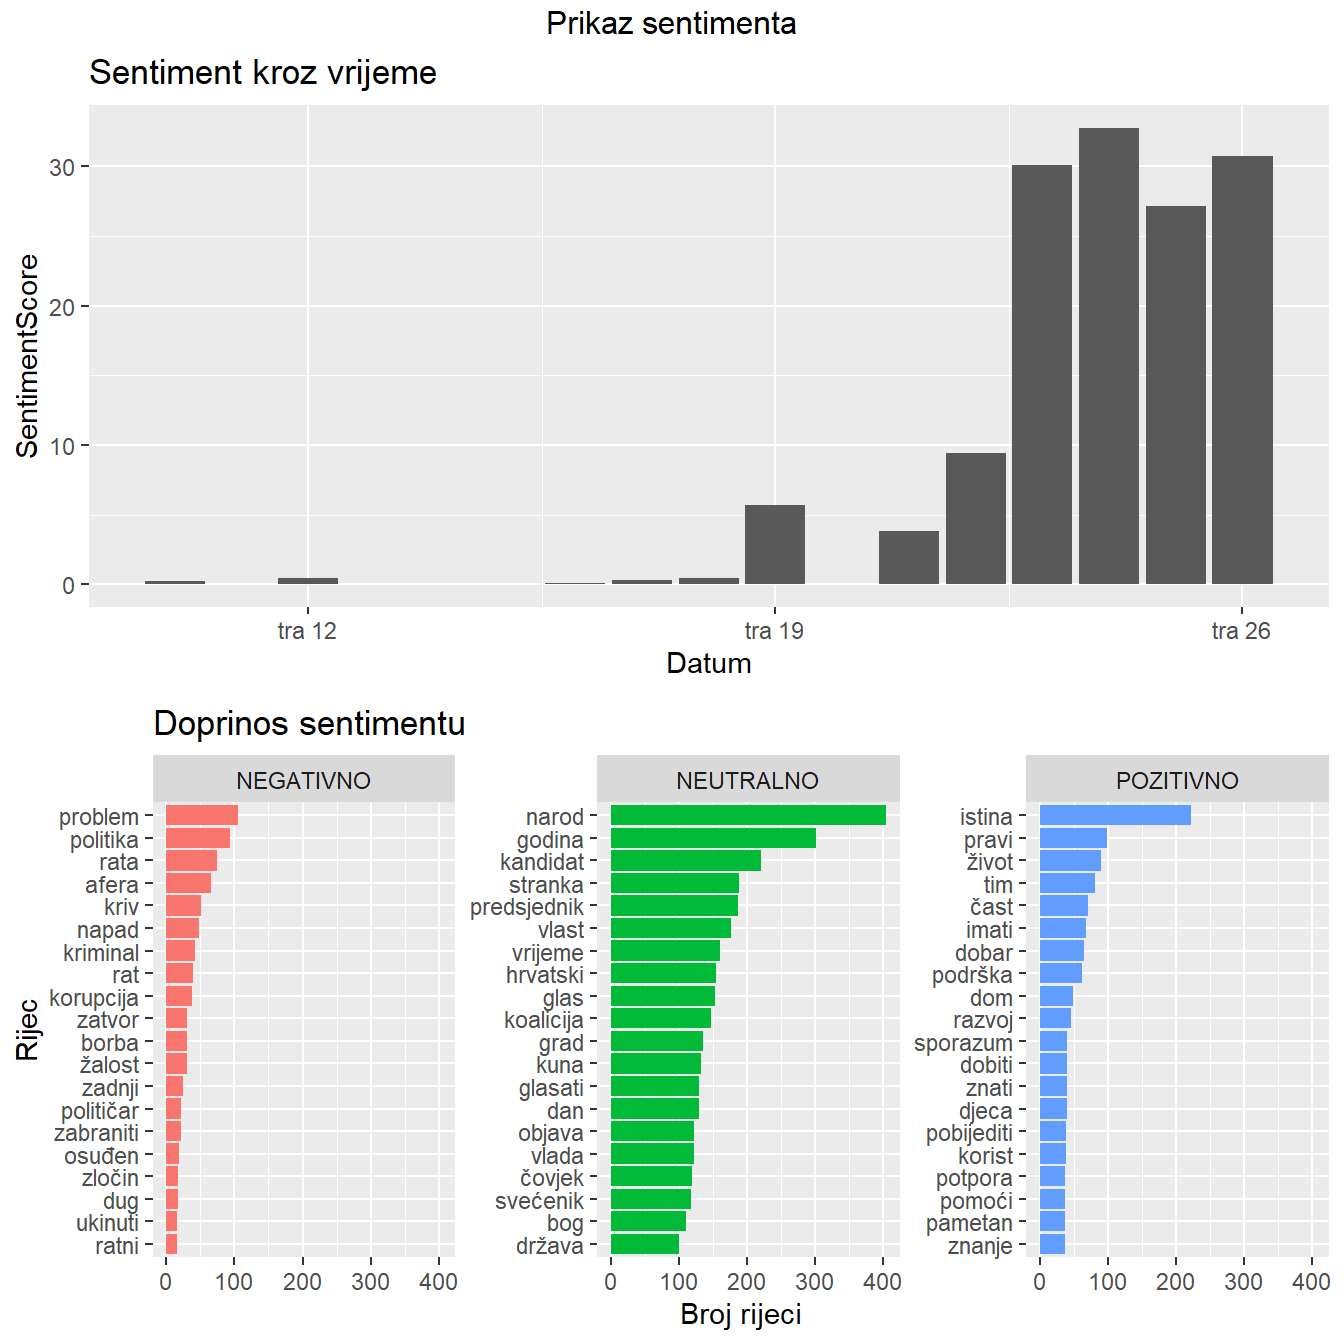 Prikaz sentimenta
Sentiment kroz vrijeme
SentimentScore
30
20
10
0
tra 12
tra 19
tra 26
Datum
Doprinos sentimentu
Rijec
NEGATIVNO
problem
politika
rata
afera
kriv
napad
kriminal
rat
korupcija
zatvor
borba
žalost
zadnji
političar
zabraniti
osuđen
zločin
dug
ukinuti
ratni
0 100 200 300 400
NEUTRALNO
narod
godina
kandidat
stranka
predsjednik
vlast
vrijeme
hrvatski
glas
koalicija
grad
kuna
glasati
dan
objava
vlada
čovjek
svećenik
bog
država
0 100 200 300 400
POZITIVNO
istina
pravi
život
tim
čast
imati
dobar
podrška
dom
razvoj
sporazum
dobiti
znati
djeca
pobijediti
korist
potpora
pomoći
pametan
znanje
0 100 200 300 400
Broj rijeci